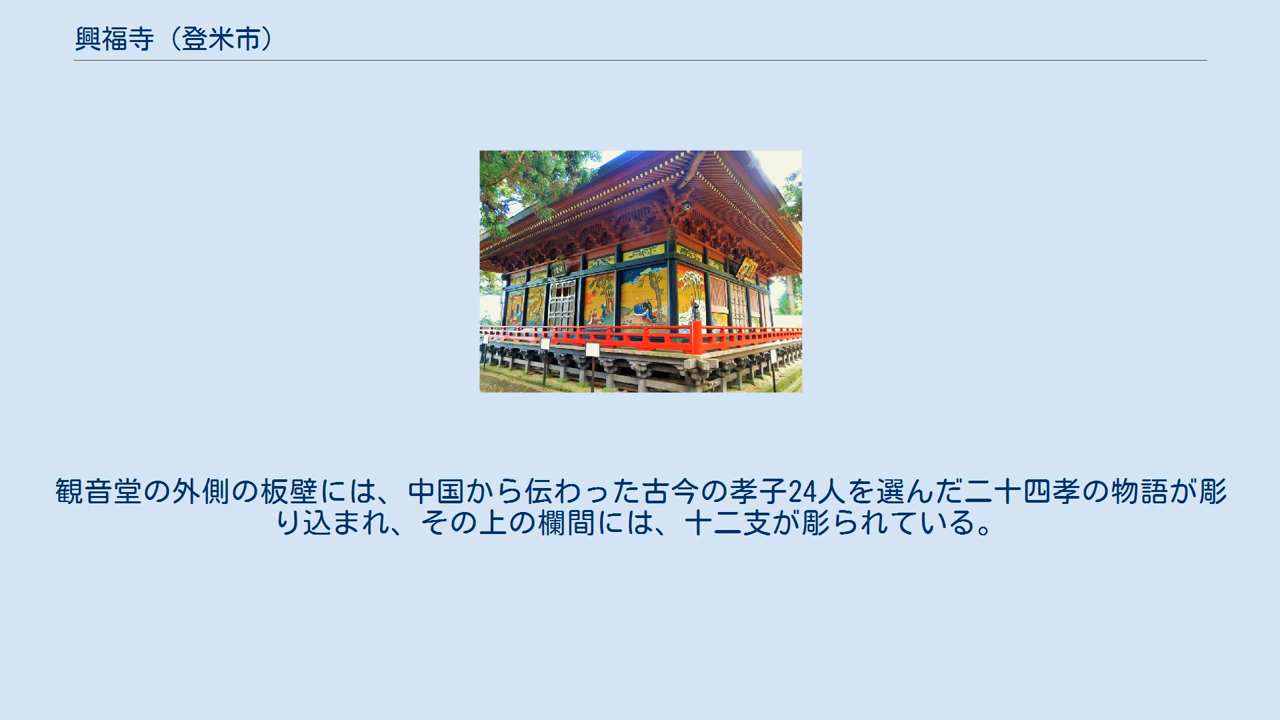 興福寺（登米市）
観音堂の外側の板壁には、中国から伝わった古今の孝子24人を選んだ二十四孝の物語が彫
り込まれ、その上の欄間には、十二支が彫られている。